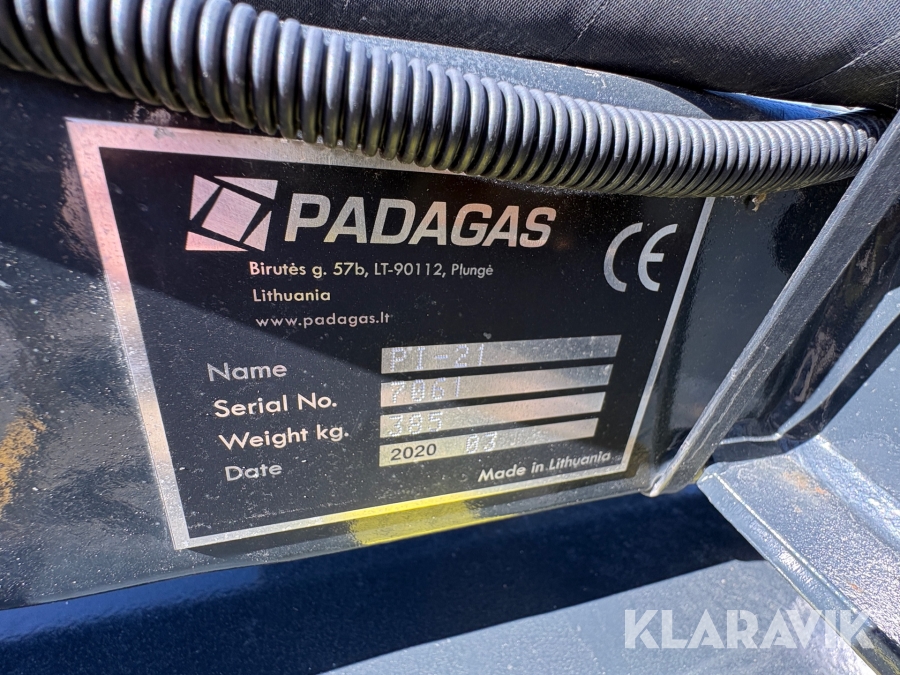 PADAGAS
CE
Birutės g. 57b, LT-90112, Plungė
Lithuania
www.padagas.lt
Name PT-21
Serial No. 7061
Weight kg. 385
Date 2020 03
Made in Lithuania
KLARAVIK